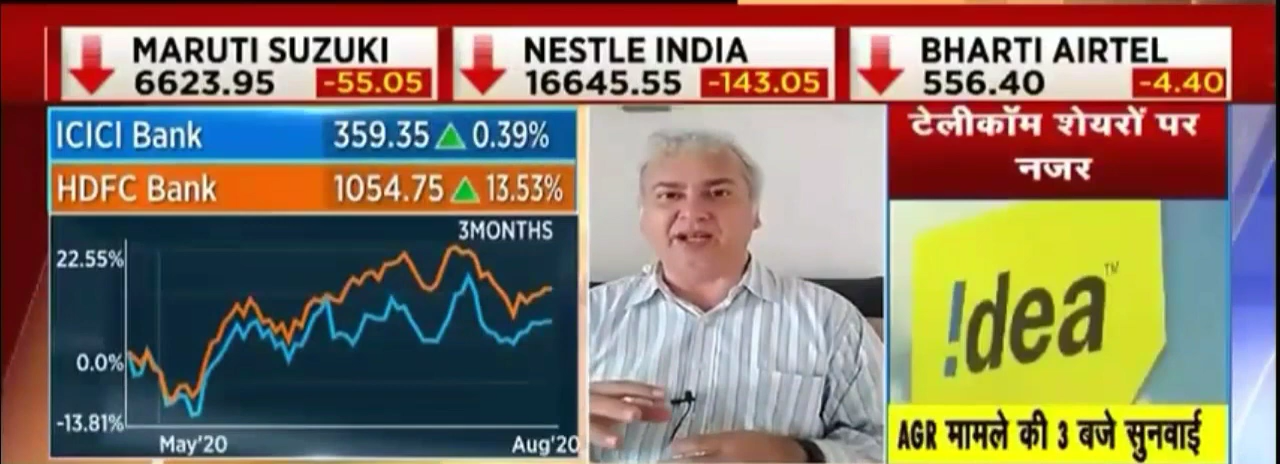 MARUTI SUZUKI
6623.95 -55.05
NESTLE INDIA
16645.55 -143.05
BHARTI AIRTEL
556.40 -4.40
ICICI Bank 359.35 0.39%
HDFC Bank 1054.75 13.53%
3MONTHS
22.55%
0.0%
-13.81%
May'20 Aug'20
टेलीकॉम शेयरों पर
नजर
!dea™
AGR मामले की 3 बजे सुनवाई